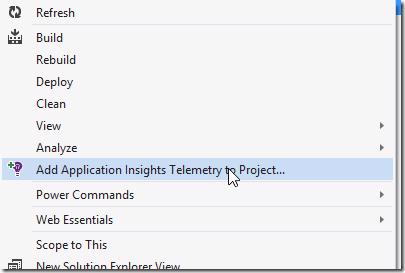 Refresh
Build
Rebuild
Deploy
Clean
View
Analyze
Add Application Insights Telemetry to Project...
Power Commands
Web Essentials
Scope to This
New Solution Explorer View